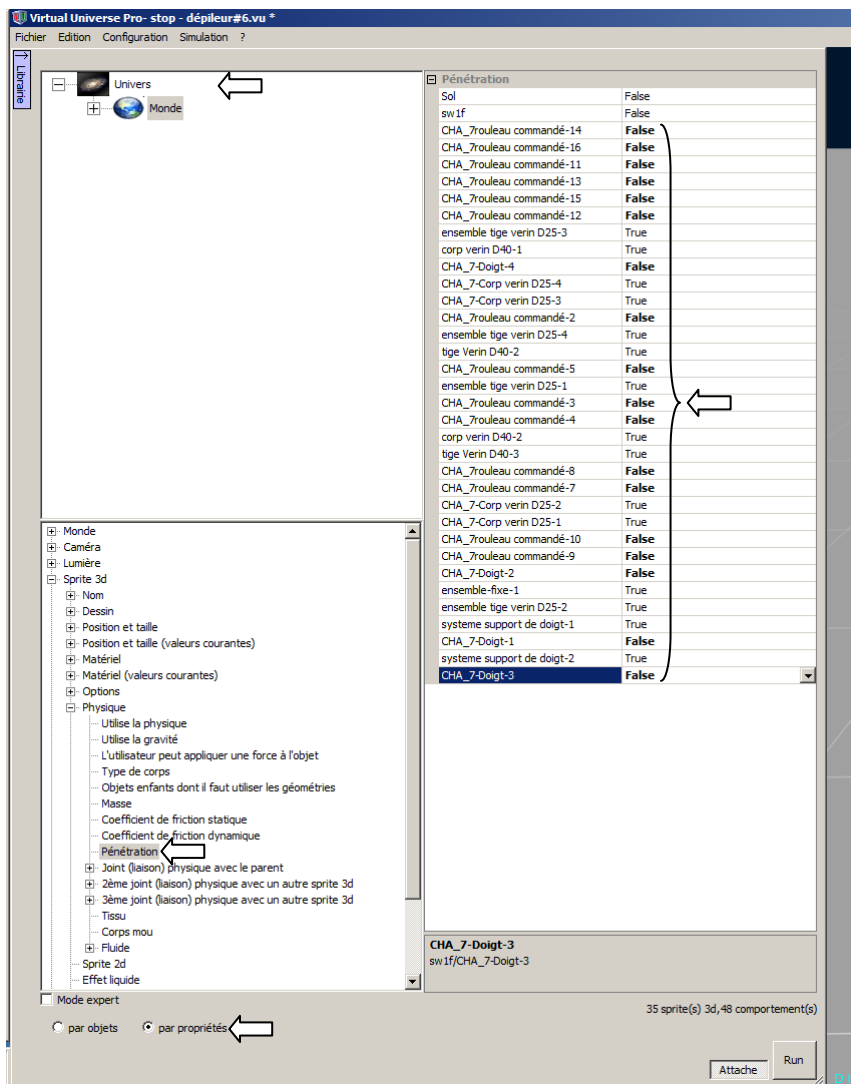 Virtual Universe Pro- stop - dépileur#6.vu *
Fichier Edition Configuration Simulation ?
Librairie
Univers
Monde
Pénétration
Sol False
sw1f False
CHA_7rouleau commandé-14 False
CHA_7rouleau commandé-16 False
CHA_7rouleau commandé-11 False
CHA_7rouleau commandé-13 False
CHA_7rouleau commandé-15 False
CHA_7rouleau commandé-12 False
ensemble tige verin D25-3 True
corp verin D40-1 True
CHA_7-Doigt-4 False
CHA_7-Corp verin D25-4 True
CHA_7-Corp verin D25-3 True
CHA_7rouleau commandé-2 False
ensemble tige verin D25-4 True
tige Verin D40-2 True
CHA_7rouleau commandé-5 False
ensemble tige verin D25-1 True
CHA_7rouleau commandé-3 False
CHA_7rouleau commandé-4 False
corp verin D40-2 True
tige Verin D40-3 True
CHA_7rouleau commandé-8 False
CHA_7rouleau commandé-7 False
CHA_7-Corp verin D25-2 True
CHA_7-Corp verin D25-1 True
CHA_7rouleau commandé-10 False
CHA_7rouleau commandé-9 False
CHA_7-Doigt-2 False
ensemble-fixe-1 True
ensemble tige verin D25-2 True
systeme support de doigt-1 True
CHA_7-Doigt-1 False
systeme support de doigt-2 True
CHA_7-Doigt-3 False
Monde
Caméra
Lumière
Sprite 3d
Nom
Dessin
Position et taille
Position et taille (valeurs courantes)
Matériel
Matériel (valeurs courantes)
Options
Physique
Utilise la physique
Utilise la gravité
L'utilisateur peut appliquer une force à l'objet
Type de corps
Objets enfants dont il faut utiliser les géométries
Masse
Coefficient de friction statique
Coefficient de friction dynamique
Pénétration
Joint (liaison) physique avec le parent
2ème joint (liaison) physique avec un autre sprite 3d
3ème joint (liaison) physique avec un autre sprite 3d
Tissu
Corps mou
Fluide
Sprite 2d
Effet liquide
CHA_7-Doigt-3
sw1f/CHA_7-Doigt-3
Mode expert
35 sprite(s) 3d,48 comportement(s)
par objets par propriétés
Attache Run